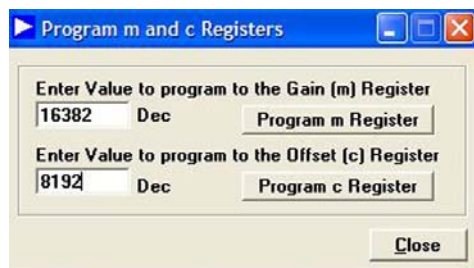 Program m and c Registers
Enter Value to program to the Gain (m) Register
16382 Dec Program m Register
Enter Value to program to the Offset (c) Register
8192 Dec Program c Register
Close